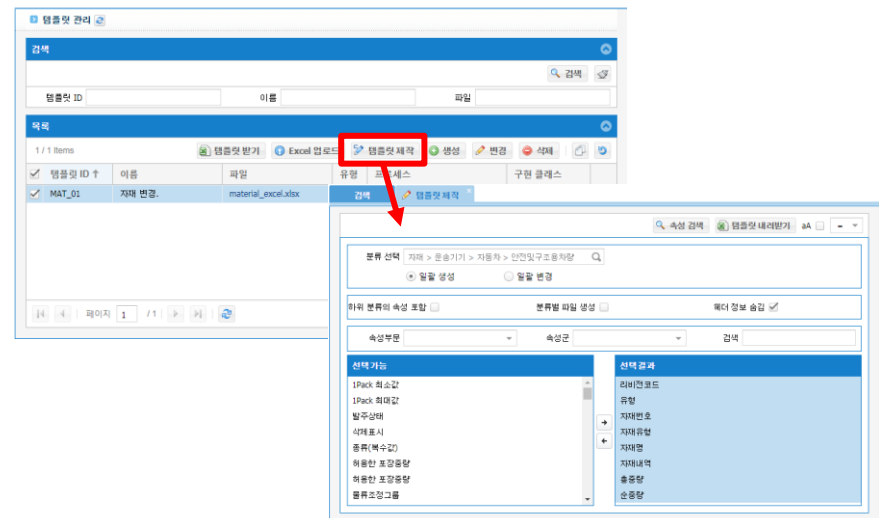 템플릿 관리
검색
검색
템플릿 ID 이름 파일
목록
1 / 1 Items 템플릿 받기 Excel 업로드 템플릿 제작 생성 변경 삭제
템플릿 ID ↑ 이름 파일 유형 프로세스 구현 클래스
MAT_01 자재 변경. material_excel.xlsx
페이지 1 / 1
검색 템플릿 제작
속성 검색 템플릿 내려받기 aA
분류 선택 자재 > 운송기기 > 자동차 > 안전및구조용차량
일괄 생성 일괄 변경
하위 분류의 속성 포함 분류별 파일 생성 헤더 정보 숨김
속성부문 속성군 검색
선택가능 선택결과
1Pack 최소값 리비전코드
1Pack 최대값 유형
발주상태 자재번호
삭제표시 자재유형
종류(복수값) 자재명
허용한 포장중량 자재내역
허용한 포장중량 총중량
물류조정그룹 순중량